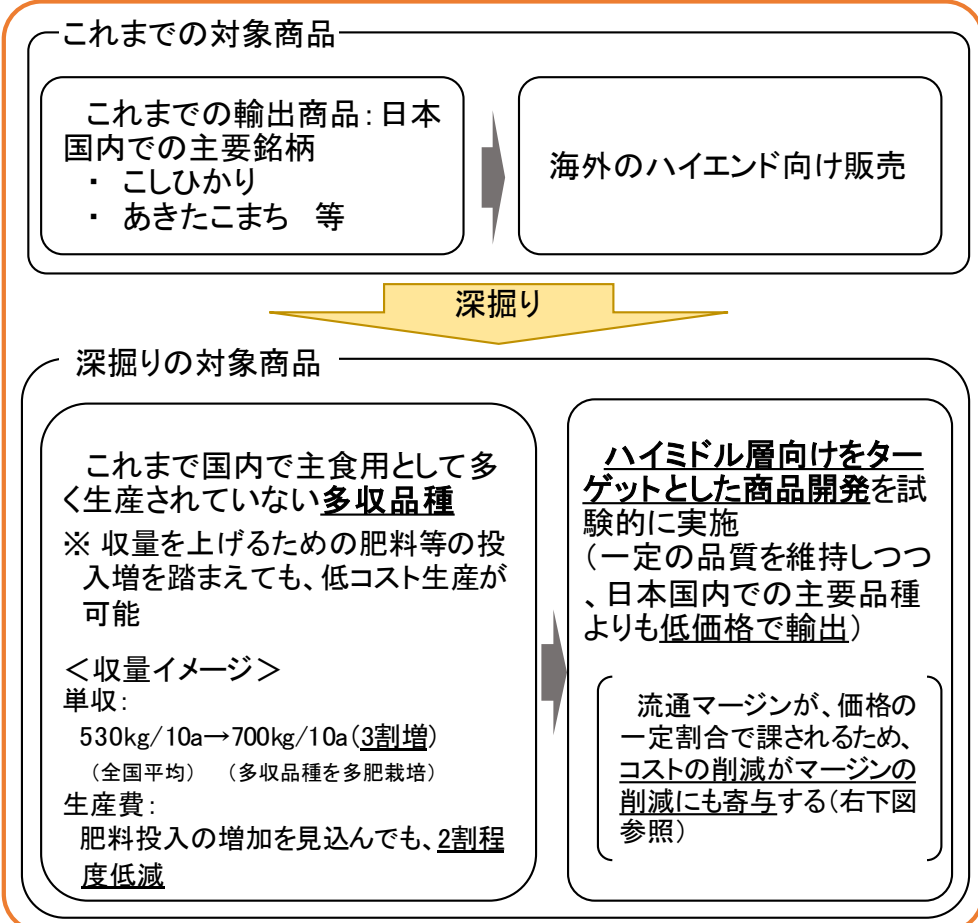 これまでの対象商品
これまでの輸出商品：日本
国内での主要銘柄
・ こしひかり
・ あきたこまち 等
海外のハイエンド向け販売
深掘り
深掘りの対象商品
これまで国内で主食用として多
く生産されていない多収品種
※ 収量を上げるための肥料等の投
入増を踏まえても、低コスト生産が
可能
＜収量イメージ＞
単収：
530kg/10a→700kg/10a（3割増）
（全国平均） （多収品種を多肥栽培）
生産費：
肥料投入の増加を見込んでも、2割程
度低減
ハイミドル層向けをター
ゲットとした商品開発を試
験的に実施
（一定の品質を維持しつつ
、日本国内での主要品種
よりも低価格で輸出）
流通マージンが、価格の
一定割合で課されるため、
コストの削減がマージンの
削減にも寄与する（右下図
参照）